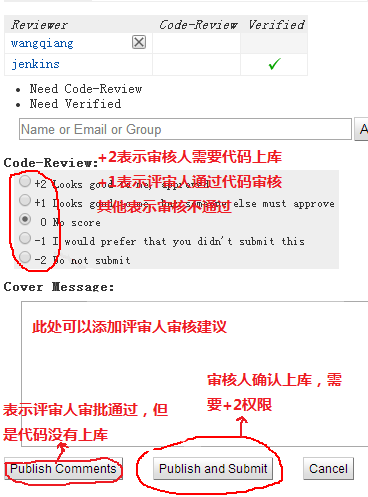 Reviewer Code-Review Verified
wangqiang
jenkins
Need Code-Review
Need Verified
Name or Email or Group A
Code-Review:
+2表示审核人需要代码上库
+2 Looks good to me, approved
+1表示评审人通过代码审核
+1 Looks good to me, but someone else must approve
其他表示审核不通过
0 No score
-1 I would prefer that you didn't submit this
-2 Do not submit
Cover Message:
此处可以添加评审人审核建议
审核人确认上库，需
要+2权限
表示评审人审批通过，但
是代码没有上库
Publish Comments Publish and Submit Cancel